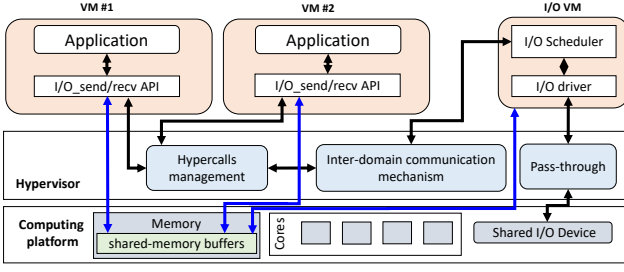 VM #1
VM #2
I/O VM
Application
Application
I/O Scheduler
I/O_send/recv API
I/O_send/recv API
I/O driver
Hypercalls
management
Inter-domain communication
mechanism
Pass-through
Hypervisor
Computing
platform
Memory
shared-memory buffers
Cores
Shared I/O Device